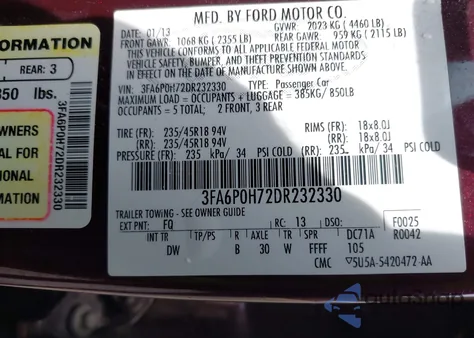 FORMATION
REAR: 3
850 lbs.
OWNERS
AL FOR
TIONAL
MATION
3FA6P0H72DR232330
MFD. BY FORD MOTOR CO.
DATE: 01/13 GVWR: 2023 KG ( 4460 LB)
FRONT GAWR: 1068 KG ( 2355 LB) REAR GAWR: 959 KG ( 2115 LB)
THIS VEHICLE CONFORMS TO ALL APPLICABLE FEDERAL MOTOR
VEHICLE SAFETY, BUMPER, AND THEFT PREVENTION STANDARDS
IN EFFECT ON THE DATE OF MANUFACTURE SHOWN ABOVE.
VIN: 3FA6P0H72DR232330 TYPE: Passenger Car
MAXIMUM LOAD = OCCUPANTS + LUGGAGE = 385KG / 850LB
OCCUPANTS = 5 TOTAL: 2 FRONT, 3 REAR
TIRE (FR): 235/45R18 94V RIMS (FR): 18x8.0J
TIRE (RR): 235/45R18 94V RIMS (RR): 18x8.0J
PRESSURE (FR): 235 kPa/ 34 PSI COLD (RR): 235 kPa/ 34 PSI COLD
3FA6P0H72DR232330
TRAILER TOWING - SEE OWNER GUIDE F0025
EXT PNT: FQ RC: 13 DSO: R0042
INT TR TP/PS R AXLE TR SPR DC71A
DW B 30 W FFFF 105
CMC 5U5A-5420472-AA
autoshop